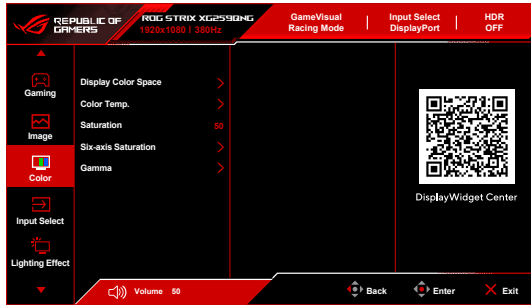 REPUBLIC OF
GAMERS
ROG STRIX XG259QNG
1920x1080 | 380Hz
GameVisual
Racing Mode
Input Select
DisplayPort
HDR
OFF
Gaming
Image
Color
Input Select
Lighting Effect
Display Color Space
Color Temp.
Saturation 50
Six-axis Saturation
Gamma
DisplayWidget Center
Volume 50
Back
Enter
Exit